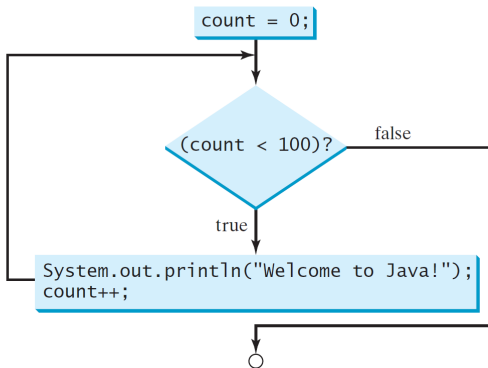 count = 0;
(count < 100)?
false
true
System.out.println("Welcome to Java!");
count++;